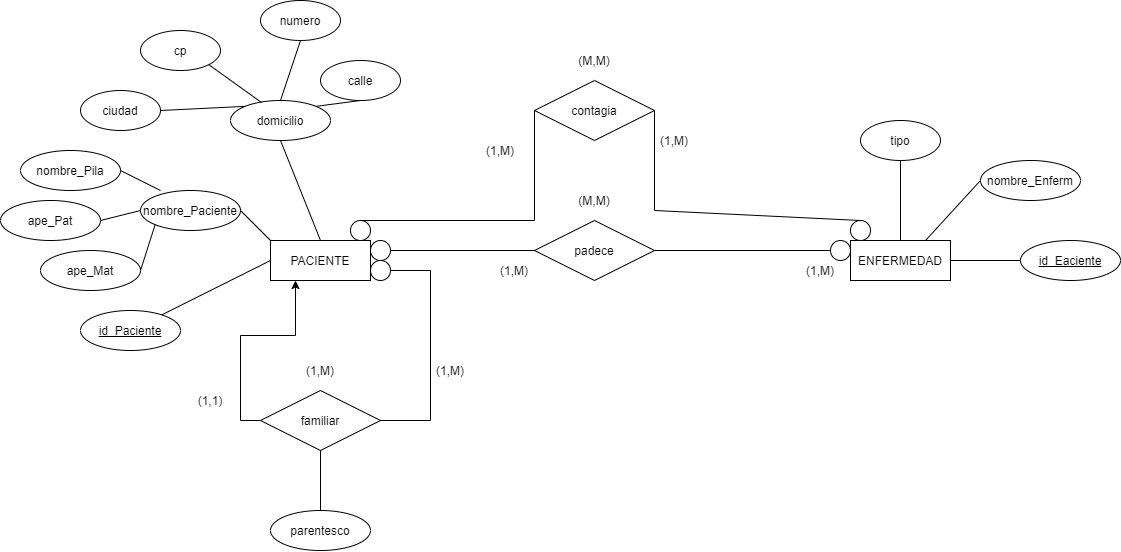 numero
cp
calle
ciudad
domicilio
(M,M)
contagia
(1,M)
(1,M)
tipo
nombre_Pila
nombre_Enferm
ape_Pat
nombre_Paciente
(M,M)
padece
ape_Mat
PACIENTE
(1,M)
(1,M)
ENFERMEDAD
id_Eaciente
id_Paciente
(1,M)
(1,M)
(1,1)
familiar
parentesco